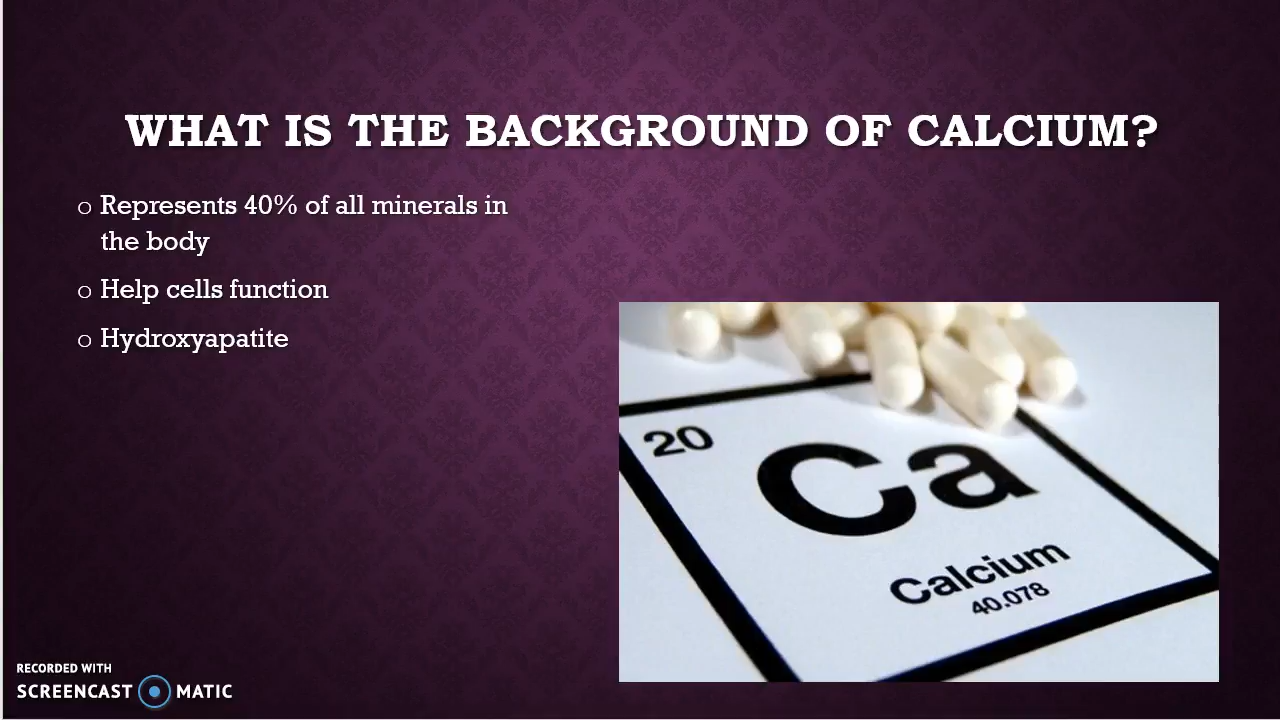 WHAT IS THE BACKGROUND OF CALCIUM?
o Represents 40% of all minerals in
the body
o Help cells function
o Hydroxyapatite
20
Ca
Calcium
40.078
RECORDED WITH
SCREENCAST MATIC